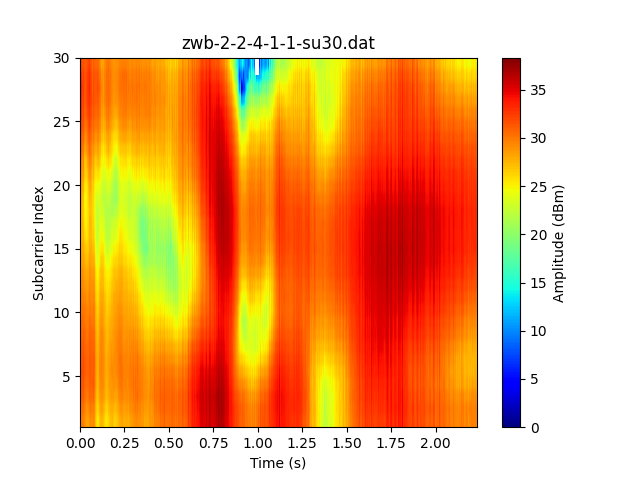 zwb-2-2-4-1-1-su30.dat
30
25
20
15
10
5
Subcarrier Index
0.00 0.25 0.50 0.75 1.00 1.25 1.50 1.75 2.00
Time (s)
35
30
25
20
15
10
5
0
Amplitude (dBm)